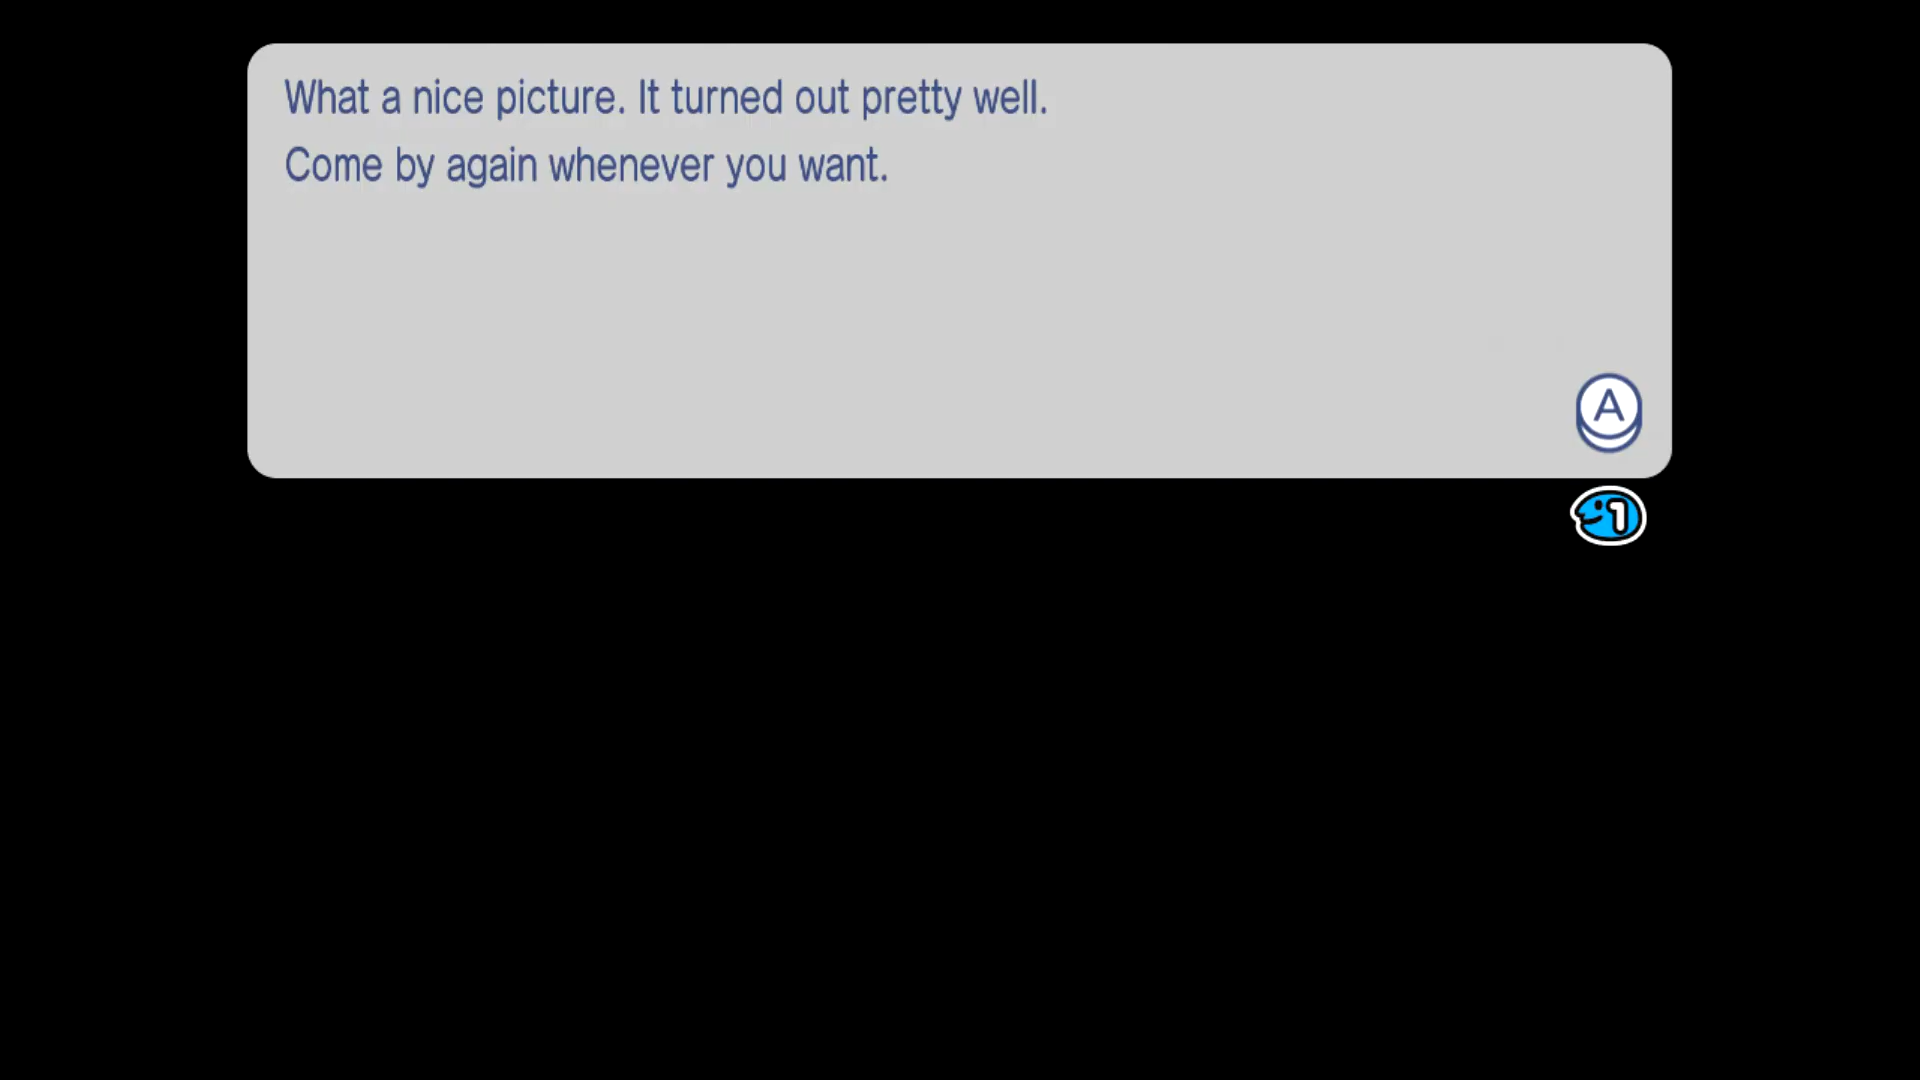 What a nice picture. It turned out pretty well.
Come by again whenever you want.
A
1